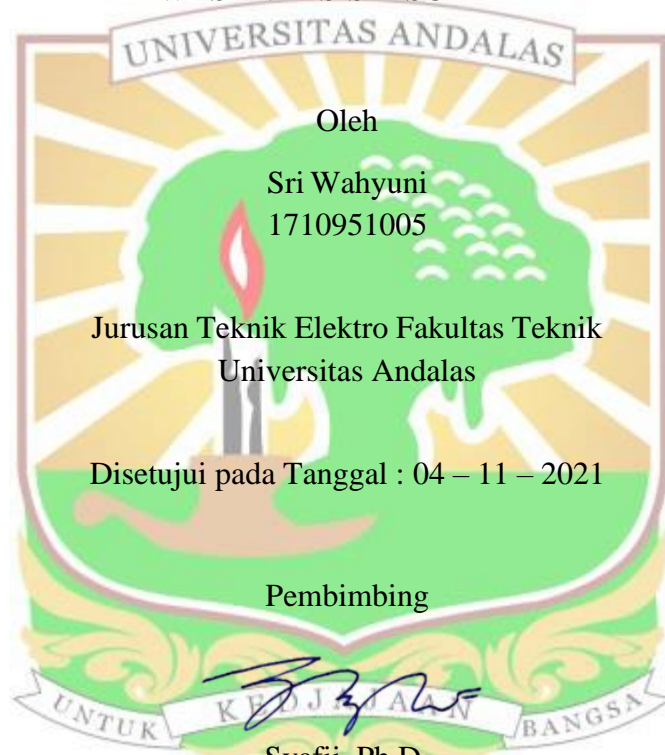 UNIVERSITAS ANDALAS
Oleh
Sri Wahyuni
1710951005
Jurusan Teknik Elektro Fakultas Teknik
Universitas Andalas
Disetujui pada Tanggal : 04 – 11 – 2021
Pembimbing
UNTUK KEDJAJAAN BANGSA
Syafii, Ph.D